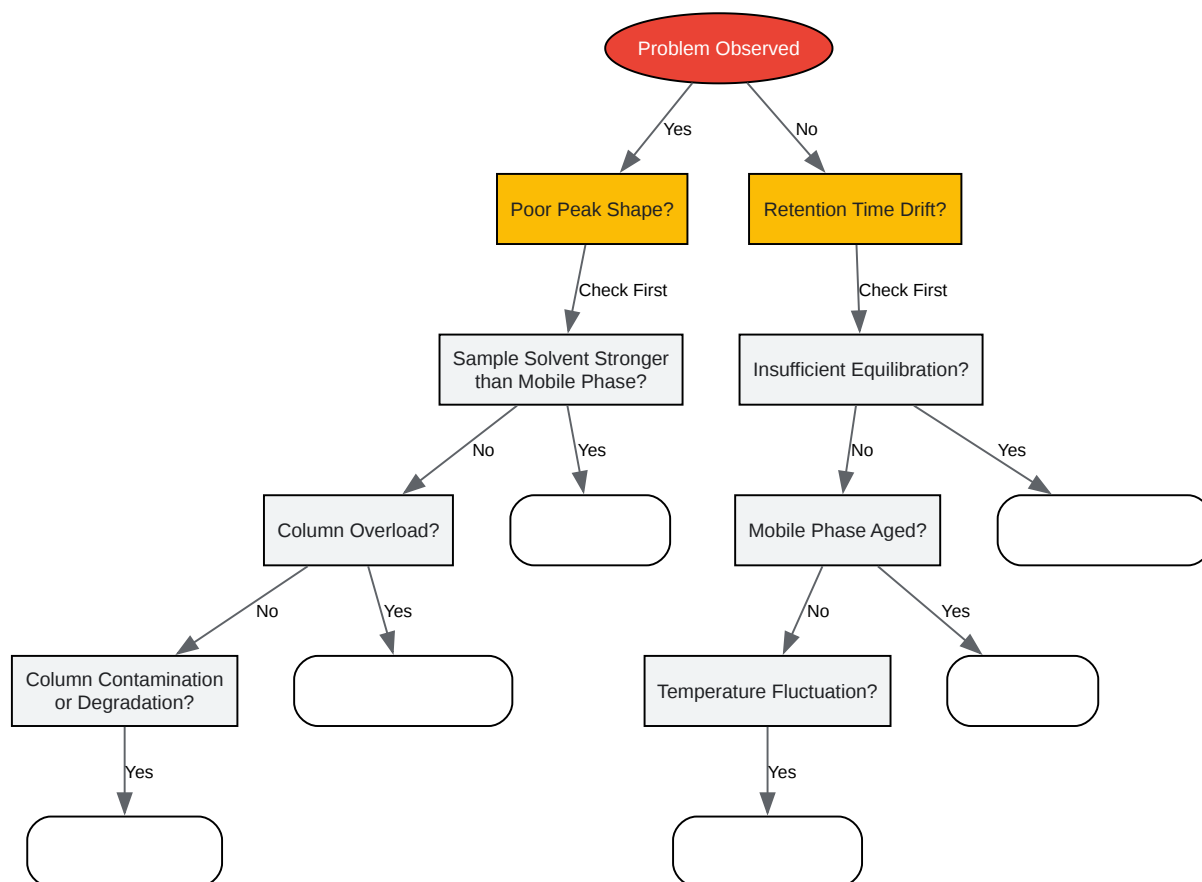 Problem Observed
Yes
No
Poor Peak Shape?
Retention Time Drift?
Check First
Check First
Sample Solvent Stronger
than Mobile Phase?
Insufficient Equilibration?
No
Yes
No
Yes
Column Overload?
Mobile Phase Aged?
No
Yes
No
Yes
Column Contamination
or Degradation?
Temperature Fluctuation?
Yes
Yes